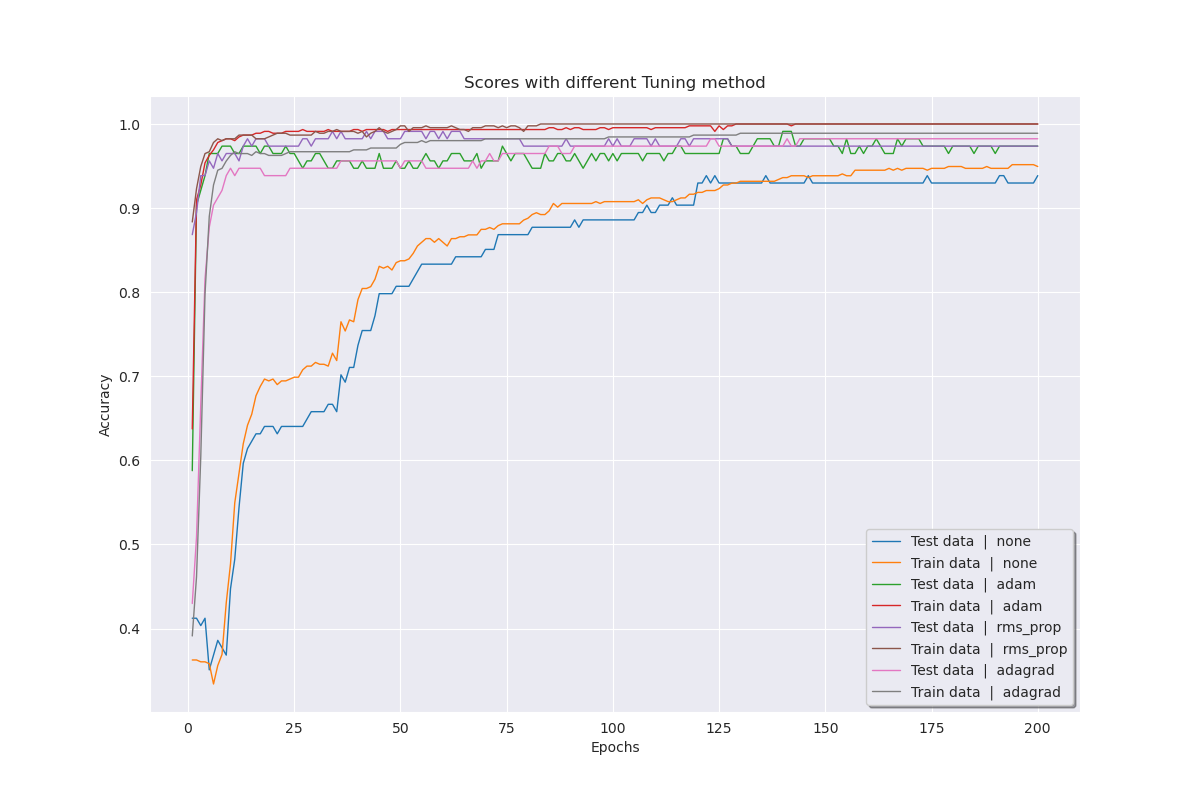 Scores with different Tuning method
1.0
0.9
0.8
0.7
0.6
0.5
0.4
Accuracy
0 25 50 75 100 125 150 175 200
Epochs
Test data | none
Train data | none
Test data | adam
Train data | adam
Test data | rms_prop
Train data | rms_prop
Test data | adagrad
Train data | adagrad